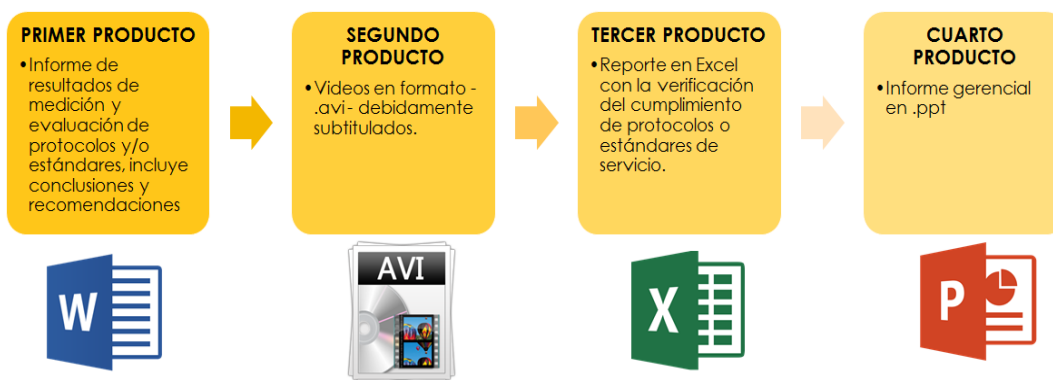 PRIMER PRODUCTO
•Informe de
resultados de
medición y
evaluación de
protocolos y/o
estándares, incluye
conclusiones y
recomendaciones
SEGUNDO
PRODUCTO
•Videos en formato -
.avi- debidamente
subtitulados.
TERCER PRODUCTO
•Reporte en Excel
con la verificación
del cumplimiento
de protocolos o
estándares de
servicio.
CUARTO
PRODUCTO
•Informe gerencial
en .ppt
W
AVI
X
P